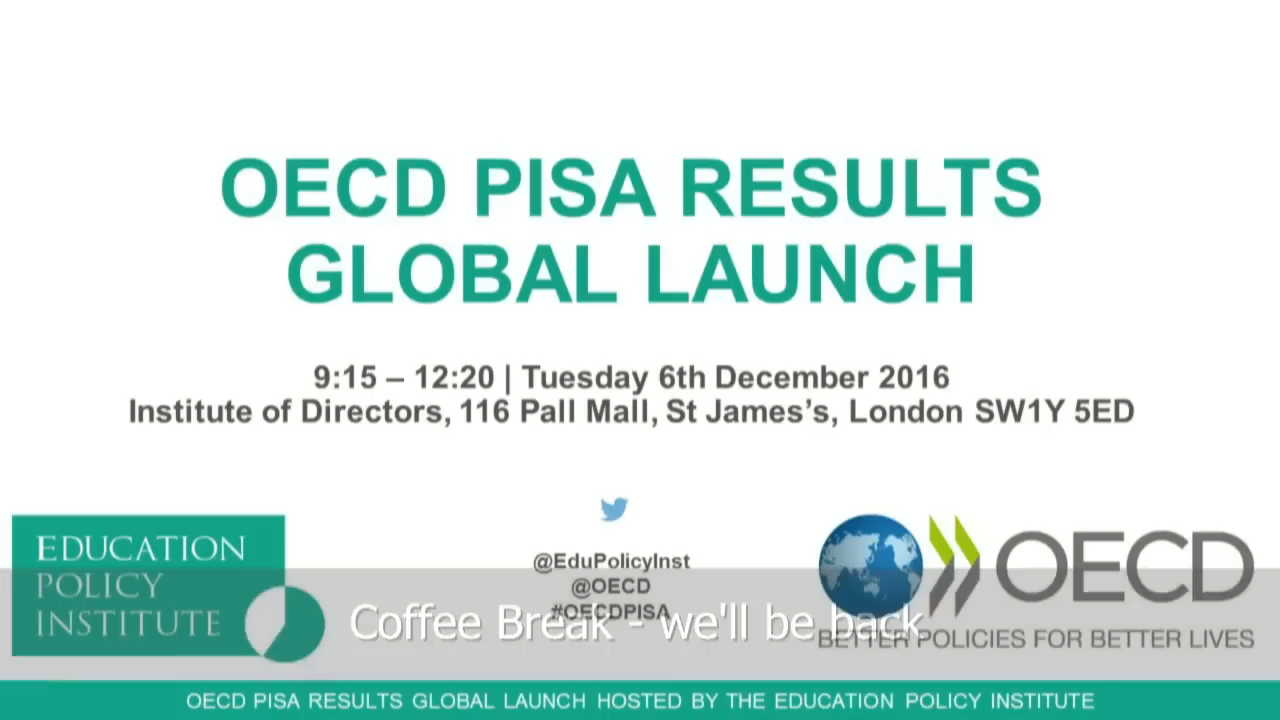 OECD PISA RESULTS
GLOBAL LAUNCH
9:15 – 12:20 | Tuesday 6th December 2016
Institute of Directors, 116 Pall Mall, St James’s, London SW1Y 5ED
EDUCATION
POLICY
INSTITUTE
@EduPolicyInst
@OECD
#OECDPISA
OECD
BETTER POLICIES FOR BETTER LIVES
Coffee Break - we'll be back
OECD PISA RESULTS GLOBAL LAUNCH HOSTED BY THE EDUCATION POLICY INSTITUTE